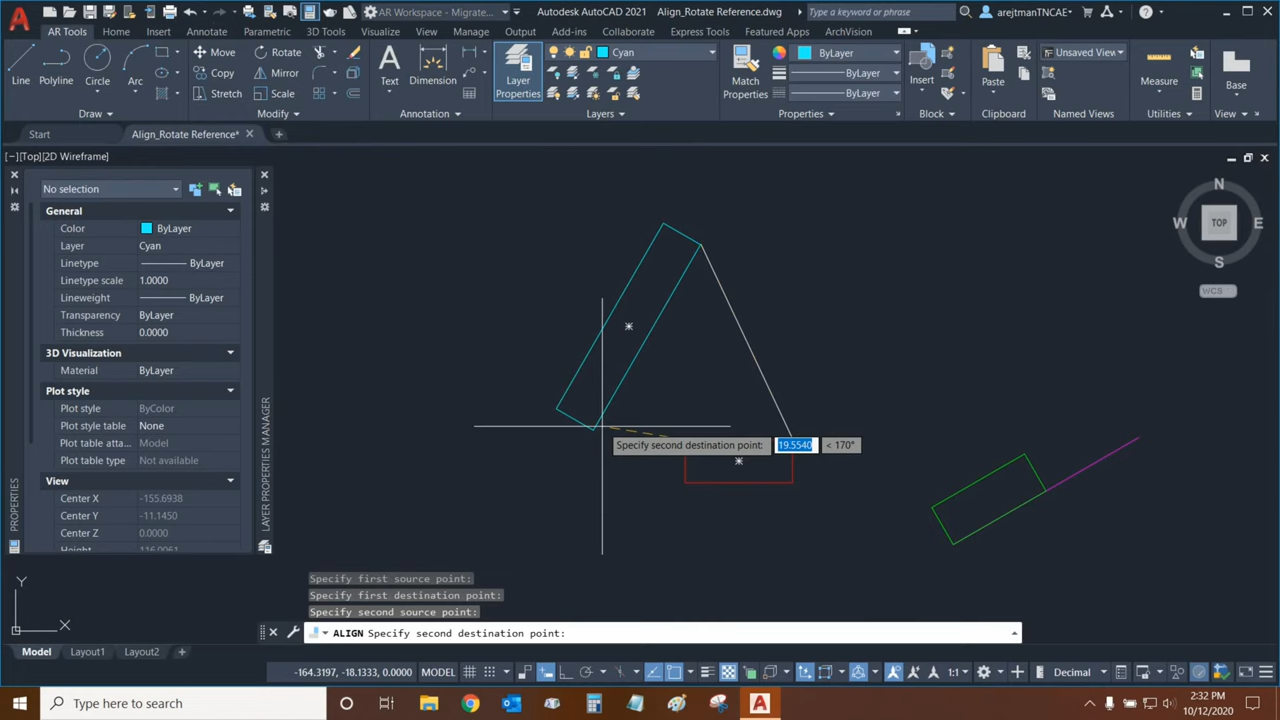 AR Workspace - Migrate... Autodesk AutoCAD 2021 Align_Rotate Reference.dwg Type a keyword or phrase arejtmanTNCAE
AR Tools Home Insert Annotate Parametric 3D Tools Visualize View Manage Output Add-ins Collaborate Express Tools Featured Apps ArchVision
Line Polyline Circle Arc
Move Rotate
Copy Mirror
Stretch Scale
Text Dimension
Layer Properties
Cyan
Match Properties
ByLayer
ByLayer
ByLayer
Insert
Paste
Unsaved View
Measure
Base
Draw Modify Annotation Layers Properties Block Clipboard Named Views Utilities View
Start Align_Rotate Reference*
[−][Top][2D Wireframe]
No selection
General
Color ByLayer
Layer Cyan
Linetype ByLayer
Linetype scale 1.0000
Lineweight ByLayer
Transparency ByLayer
Thickness 0.0000
3D Visualization
Material ByLayer
Plot style
Plot style ByColor
Plot style table None
Plot table atta... Model
Plot table type Not available
View
Center X -155.6938
Center Y -11.1450
Center Z 0.0000
Height 116.0061
PROPERTIES
LAYER PROPERTIES MANAGER
N
W TOP E
S
WCS
Specify second destination point: 19.5540 < 170°
Y
X
Specify first source point:
Specify first destination point:
Specify second source point:
ALIGN Specify second destination point:
Model Layout1 Layout2
-164.3197, -18.1333, 0.0000 MODEL 1:1 Decimal
Type here to search
2:32 PM
10/12/2020